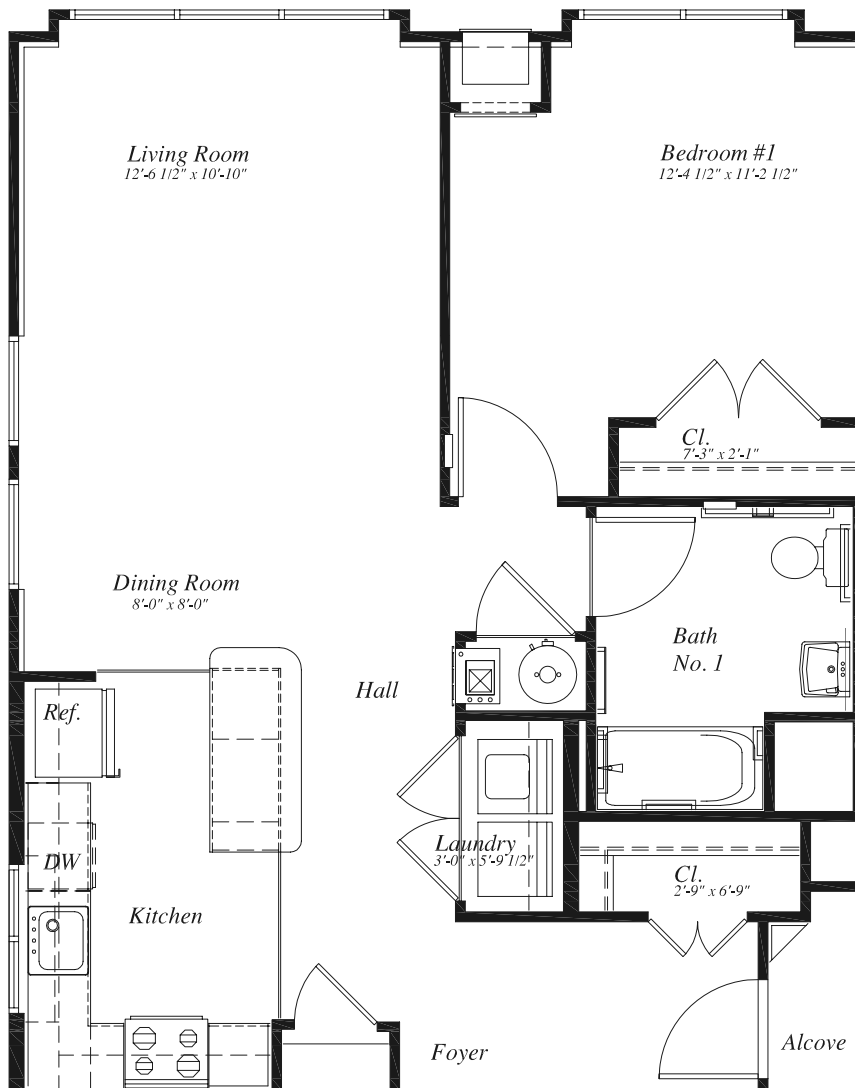 Living Room
12'-6 1/2" x 10'-10"
Bedroom #1
12'-4 1/2" x 11'-2 1/2"
Cl.
7'-3" x 2'-1"
Dining Room
8'-0" x 8'-0"
Bath
No. 1
Hall
Ref.
Laundry
3'-0" x 5'-9 1/2"
DW
Cl.
2'-9" x 6'-9"
Kitchen
Foyer
Alcove